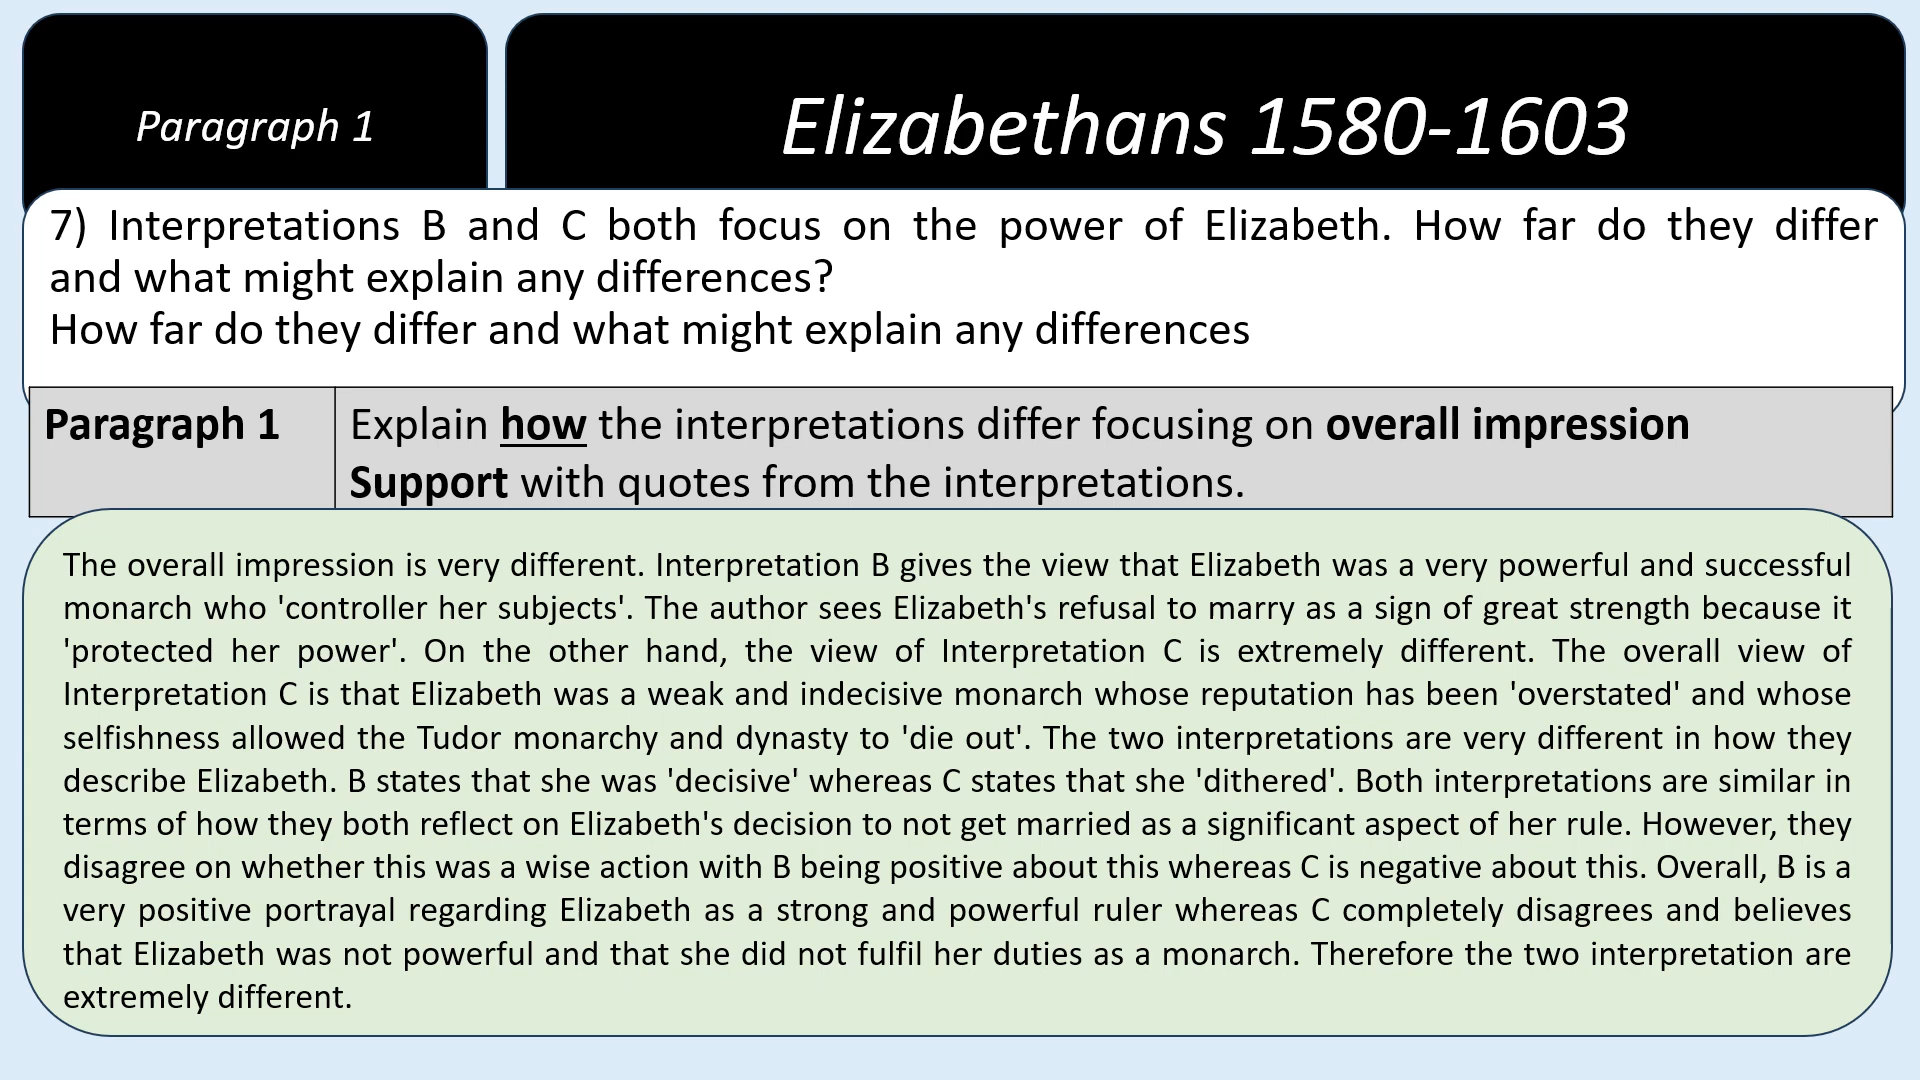 Paragraph 1
Elizabethans 1580-1603
7) Interpretations B and C both focus on the power of Elizabeth. How far do they differ
and what might explain any differences?
How far do they differ and what might explain any differences
Paragraph 1
Explain how the interpretations differ focusing on overall impression
Support with quotes from the interpretations.
The overall impression is very different. Interpretation B gives the view that Elizabeth was a very powerful and successful
monarch who 'controller her subjects'. The author sees Elizabeth's refusal to marry as a sign of great strength because it
'protected her power'. On the other hand, the view of Interpretation C is extremely different. The overall view of
Interpretation C is that Elizabeth was a weak and indecisive monarch whose reputation has been 'overstated' and whose
selfishness allowed the Tudor monarchy and dynasty to 'die out'. The two interpretations are very different in how they
describe Elizabeth. B states that she was 'decisive' whereas C states that she 'dithered'. Both interpretations are similar in
terms of how they both reflect on Elizabeth's decision to not get married as a significant aspect of her rule. However, they
disagree on whether this was a wise action with B being positive about this whereas C is negative about this. Overall, B is a
very positive portrayal regarding Elizabeth as a strong and powerful ruler whereas C completely disagrees and believes
that Elizabeth was not powerful and that she did not fulfil her duties as a monarch. Therefore the two interpretation are
extremely different.